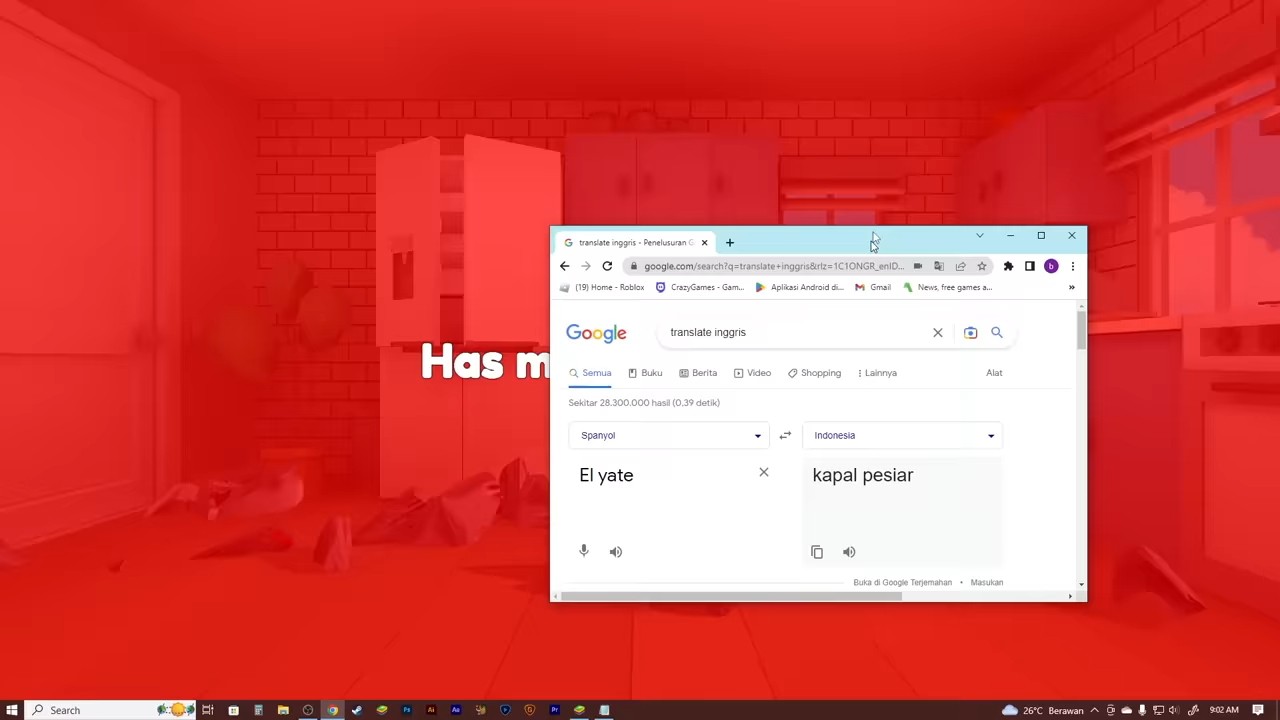 translate inggris - Penelusuran G
google.com/search?q=translate+inggris&rlz=1C1ONGR_enID...
(19) Home - Roblox
CrazyGames - Gam...
Aplikasi Android di...
Gmail
News, free games a...
»
Google
translate inggris
Semua
Buku
Berita
Video
Shopping
Lainnya
Alat
Sekitar 28.300.000 hasil (0,39 detik)
Spanyol
Indonesia
Has m
El yate
kapal pesiar
Buka di Google Terjemahan • Masukan
Search
26°C Berawan
9:02 AM